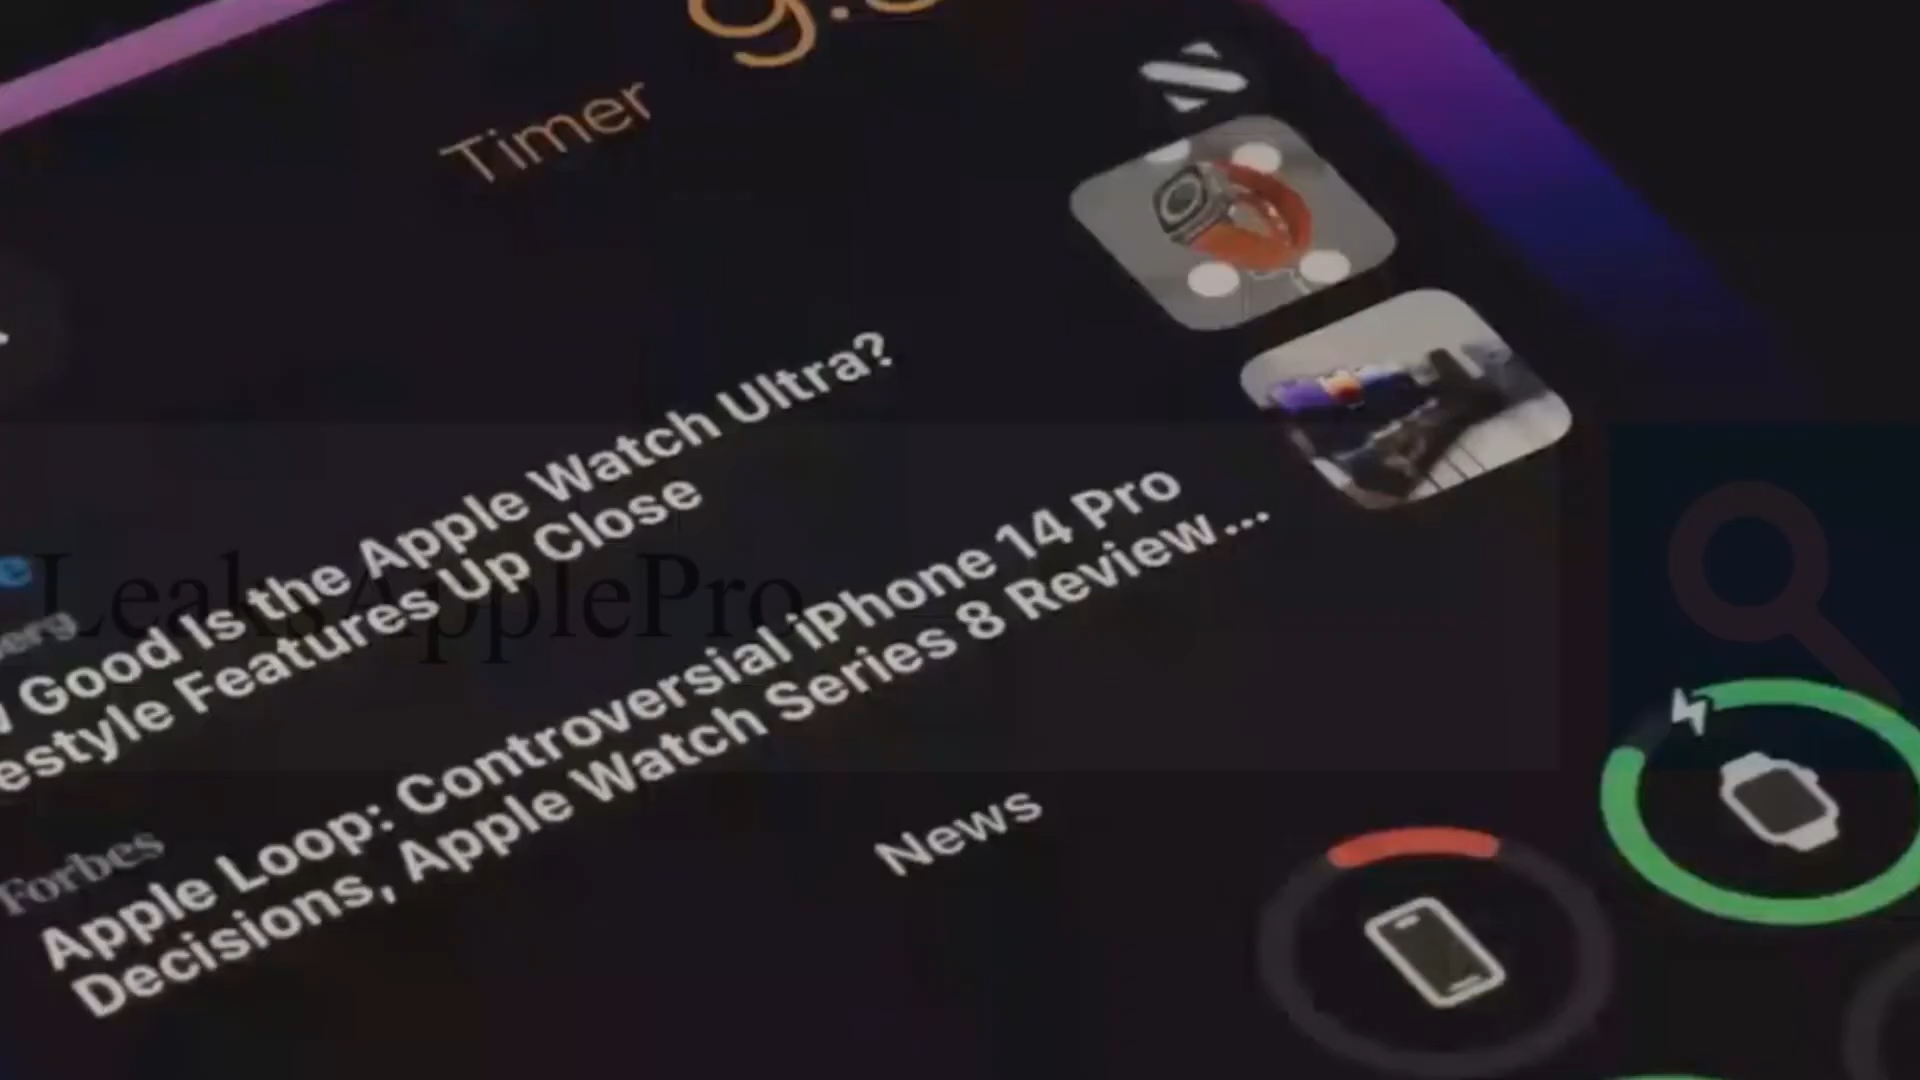 Timer
Good Is the Apple Watch Ultra?
Features Up Close
LeaksApplePro
Forbes
Apple Loop: Controversial iPhone 14 Pro
Decisions, Apple Watch Series 8 Review...
News